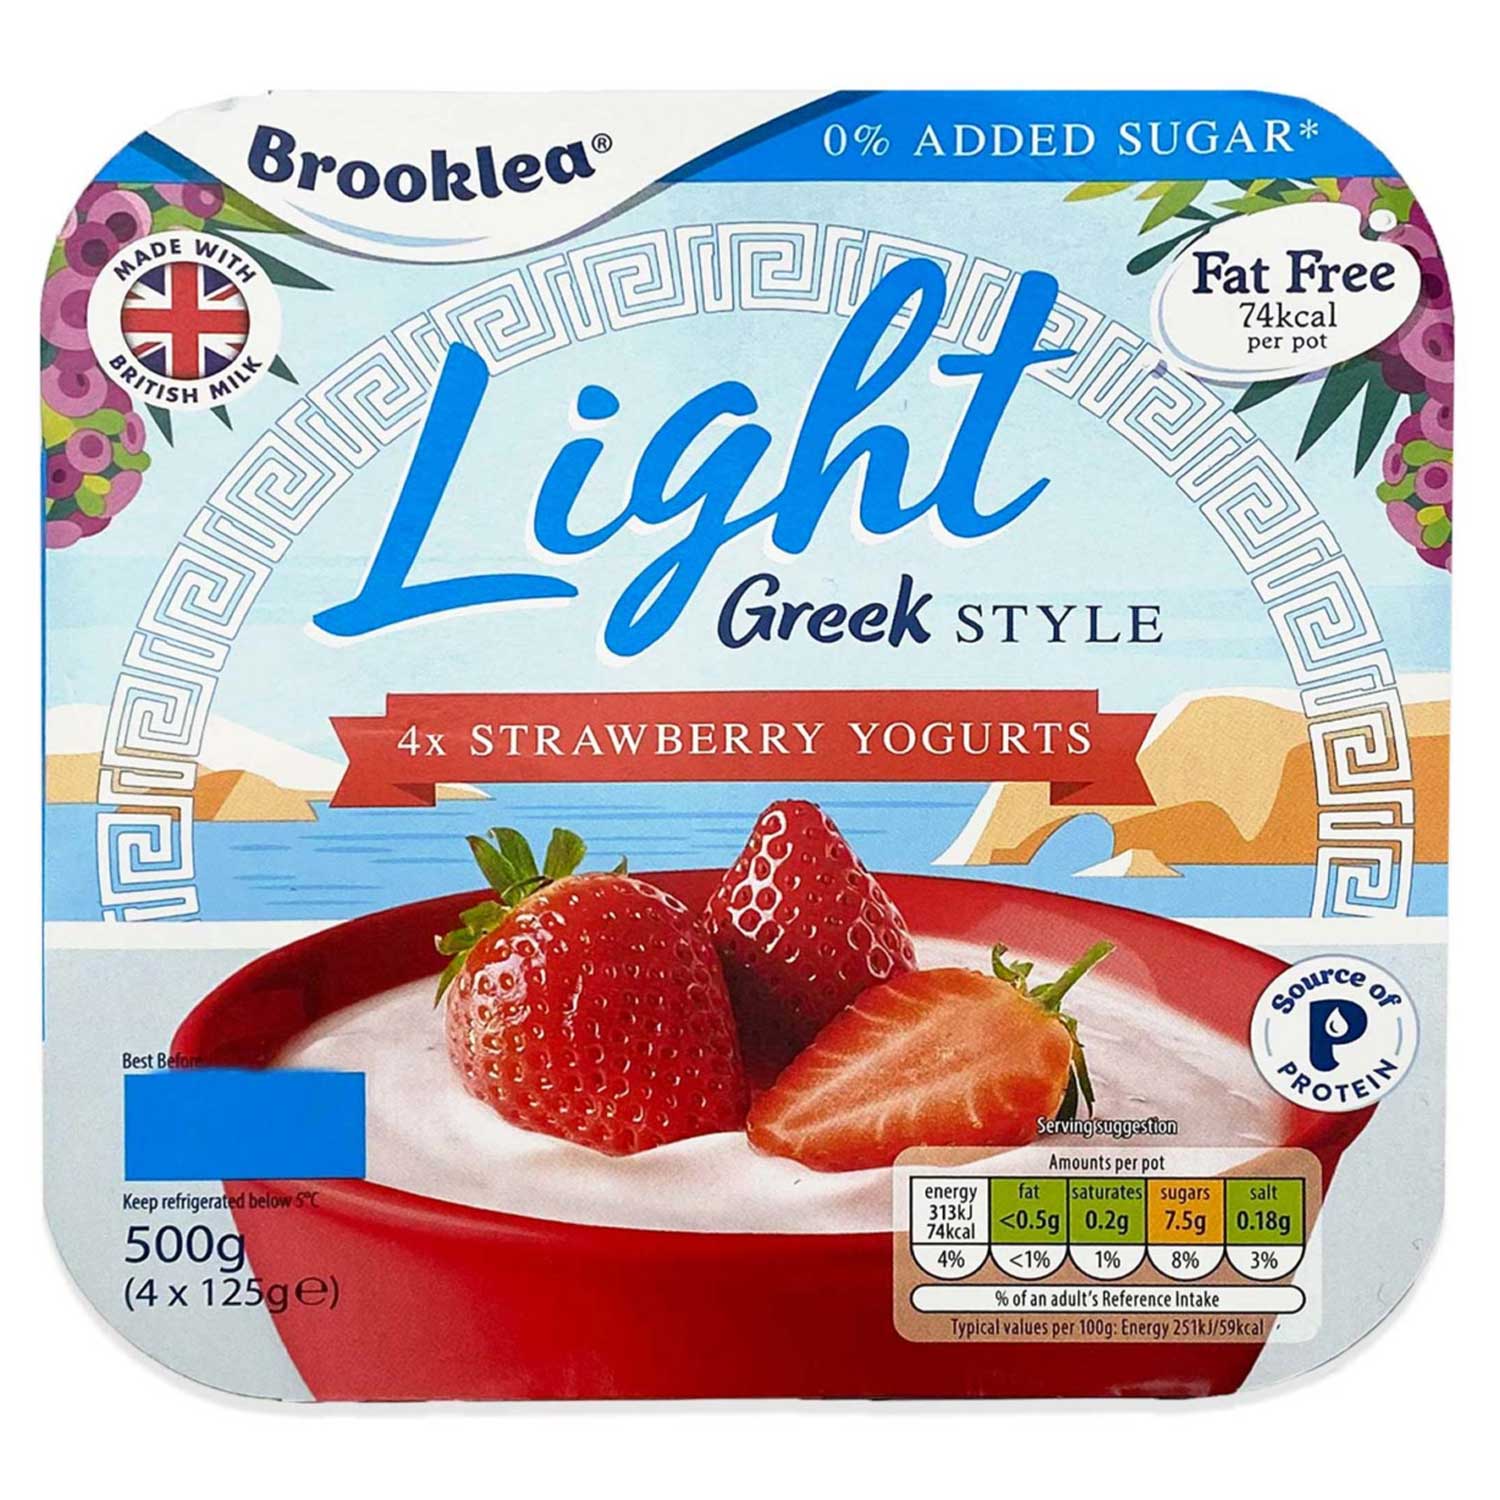 Brooklea®
0% ADDED SUGAR*
MADE WITH
BRITISH MILK
Fat Free
74kcal
per pot
Light
Greek STYLE
4x STRAWBERRY YOGURTS
Source of
P
PROTEIN
Best Before
Keep refrigerated below 5°C
500g
(4 x 125g℮)
Serving suggestion
Amounts per pot
energy fat saturates sugars salt
313kJ
74kcal <0.5g 0.2g 7.5g 0.18g
4% <1% 1% 8% 3%
% of an adult's Reference Intake
Typical values per 100g: Energy 251kJ/59kcal